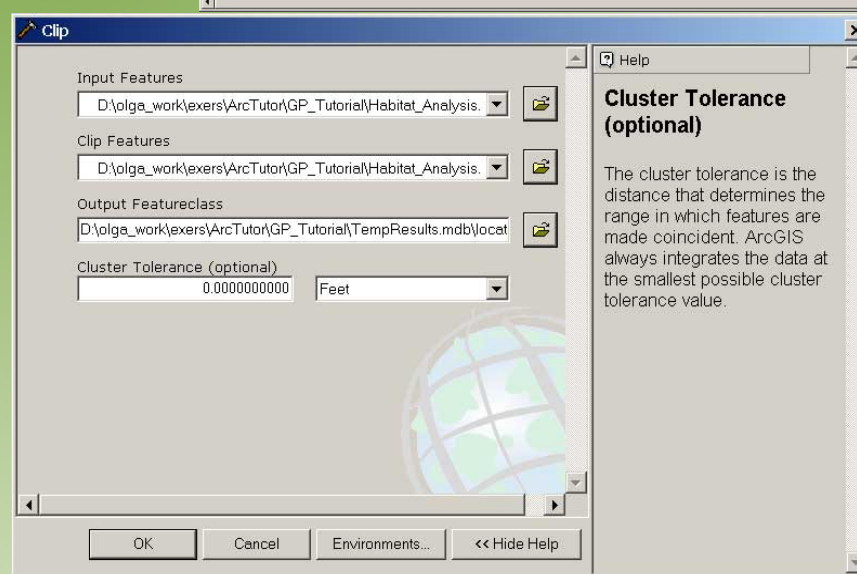 Clip
Input Features
D:\olga_work\exers\ArcTutor\GP_Tutorial\Habitat_Analysis.
Clip Features
D:\olga_work\exers\ArcTutor\GP_Tutorial\Habitat_Analysis.
Output Featureclass
D:\olga_work\exers\ArcTutor\GP_Tutorial\TempResults.mdb\locat
Cluster Tolerance (optional)
0.0000000000 Feet
OK Cancel Environments... << Hide Help
Help
Cluster Tolerance
(optional)
The cluster tolerance is the
distance that determines the
range in which features are
made coincident. ArcGIS
always integrates the data at
the smallest possible cluster
tolerance value.